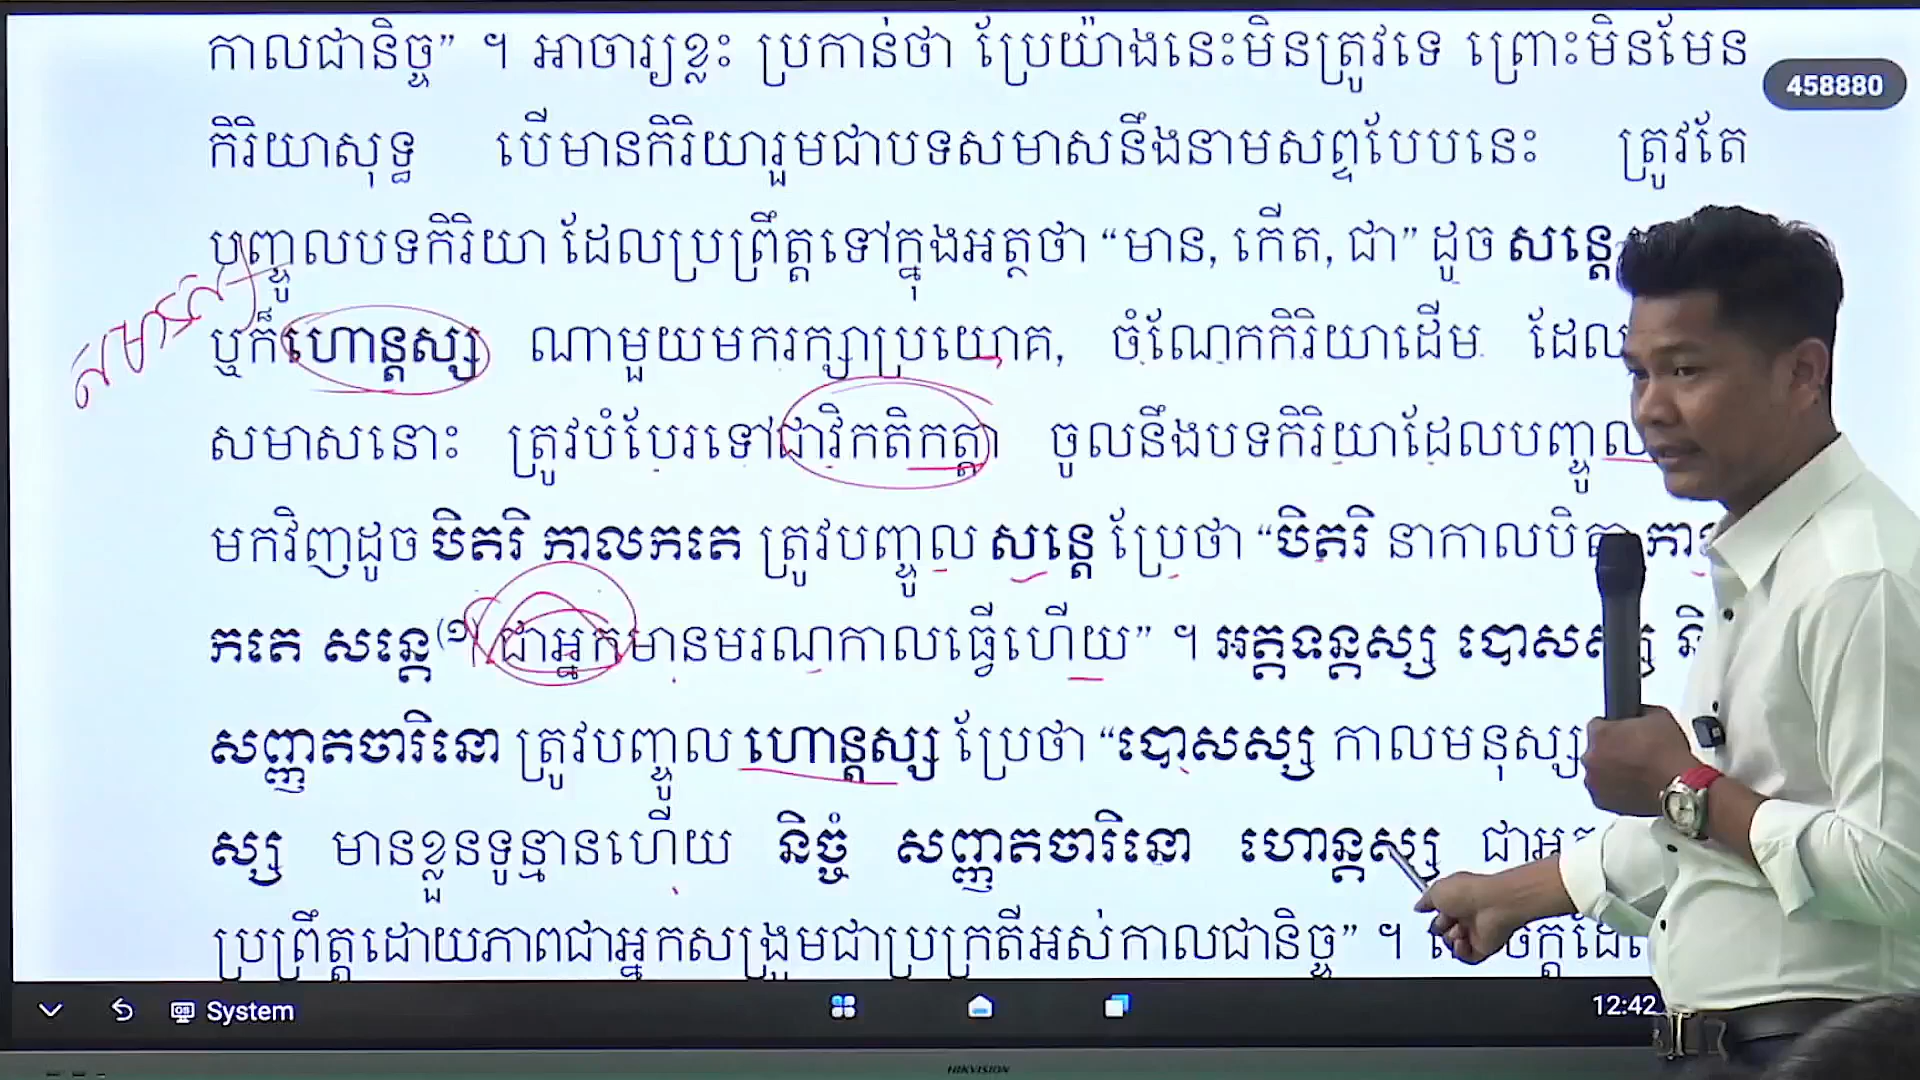 កាលជានិច្ច” ។ អាចារ្យខ្លះ ប្រកាន់ថា ប្រែយ៉ាងនេះមិនត្រូវទេ ព្រោះមិនមែន
458880
កិរិយាសុទ្ធ បើមានកិរិយារួមជាបទសមាសនឹងនាមសព្ទបែបនេះ ត្រូវតែ
បញ្ចូលបទកិរិយា ដែលប្រព្រឹត្តទៅក្នុងអត្ថថា “មាន, កើត, ជា” ដូច សន្តេ
ឬក៏ ហោន្តស្ស ណាមួយមករក្សាប្រយោគ, ចំណែកកិរិយាដើម ដែល
សមាសនោះ ត្រូវបំបែរទៅជាវិកតិកត្តា ចូលនឹងបទកិរិយាដែលបញ្ចូល
មកវិញដូច បិតរិ កាលកតេ ត្រូវបញ្ចូល សន្តេ ប្រែថា “បិតរិ នាកាលបិតា
កតេ សន្តេ(១) ជាអ្នកមានមរណកាលធ្វើហើយ” ។ អត្តទន្តស្ស បោសស្ស និ
សញ្ញតចារិនោ ត្រូវបញ្ចូល ហោន្តស្ស ប្រែថា “បោសស្ស កាលមនុស្ស
ស្ស មានខ្លួនទូន្មានហើយ និច្ចំ សញ្ញតចារិនោ ហោន្តស្ស
ប្រព្រឹត្តដោយភាពជាអ្នកសង្រួមជាប្រក្រតីអស់កាលជានិច្ច” ។
System
12:42
HIKVISION